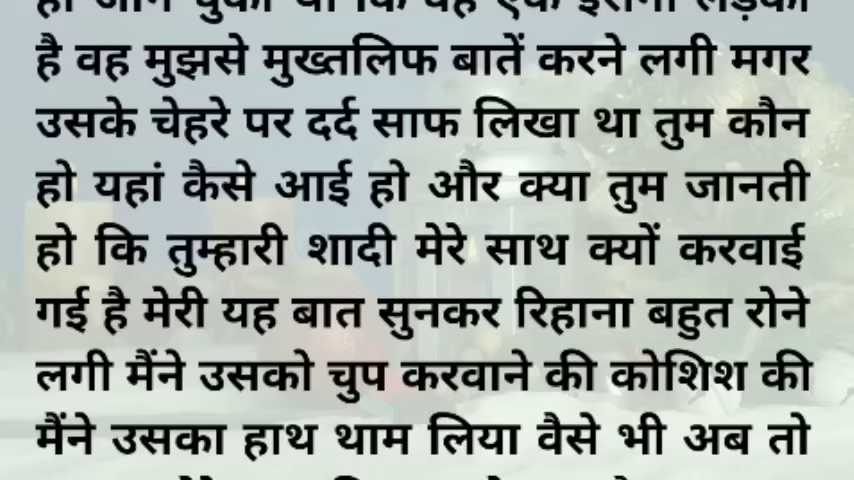 है वह मुझसे मुख्तलिफ बातें करने लगी मगर
उसके चेहरे पर दर्द साफ लिखा था तुम कौन
हो यहां कैसे आई हो और क्या तुम जानती
हो कि तुम्हारी शादी मेरे साथ क्यों करवाई
गई है मेरी यह बात सुनकर रिहाना बहुत रोने
लगी मैंने उसको चुप करवाने की कोशिश की
मैंने उसका हाथ थाम लिया वैसे भी अब तो